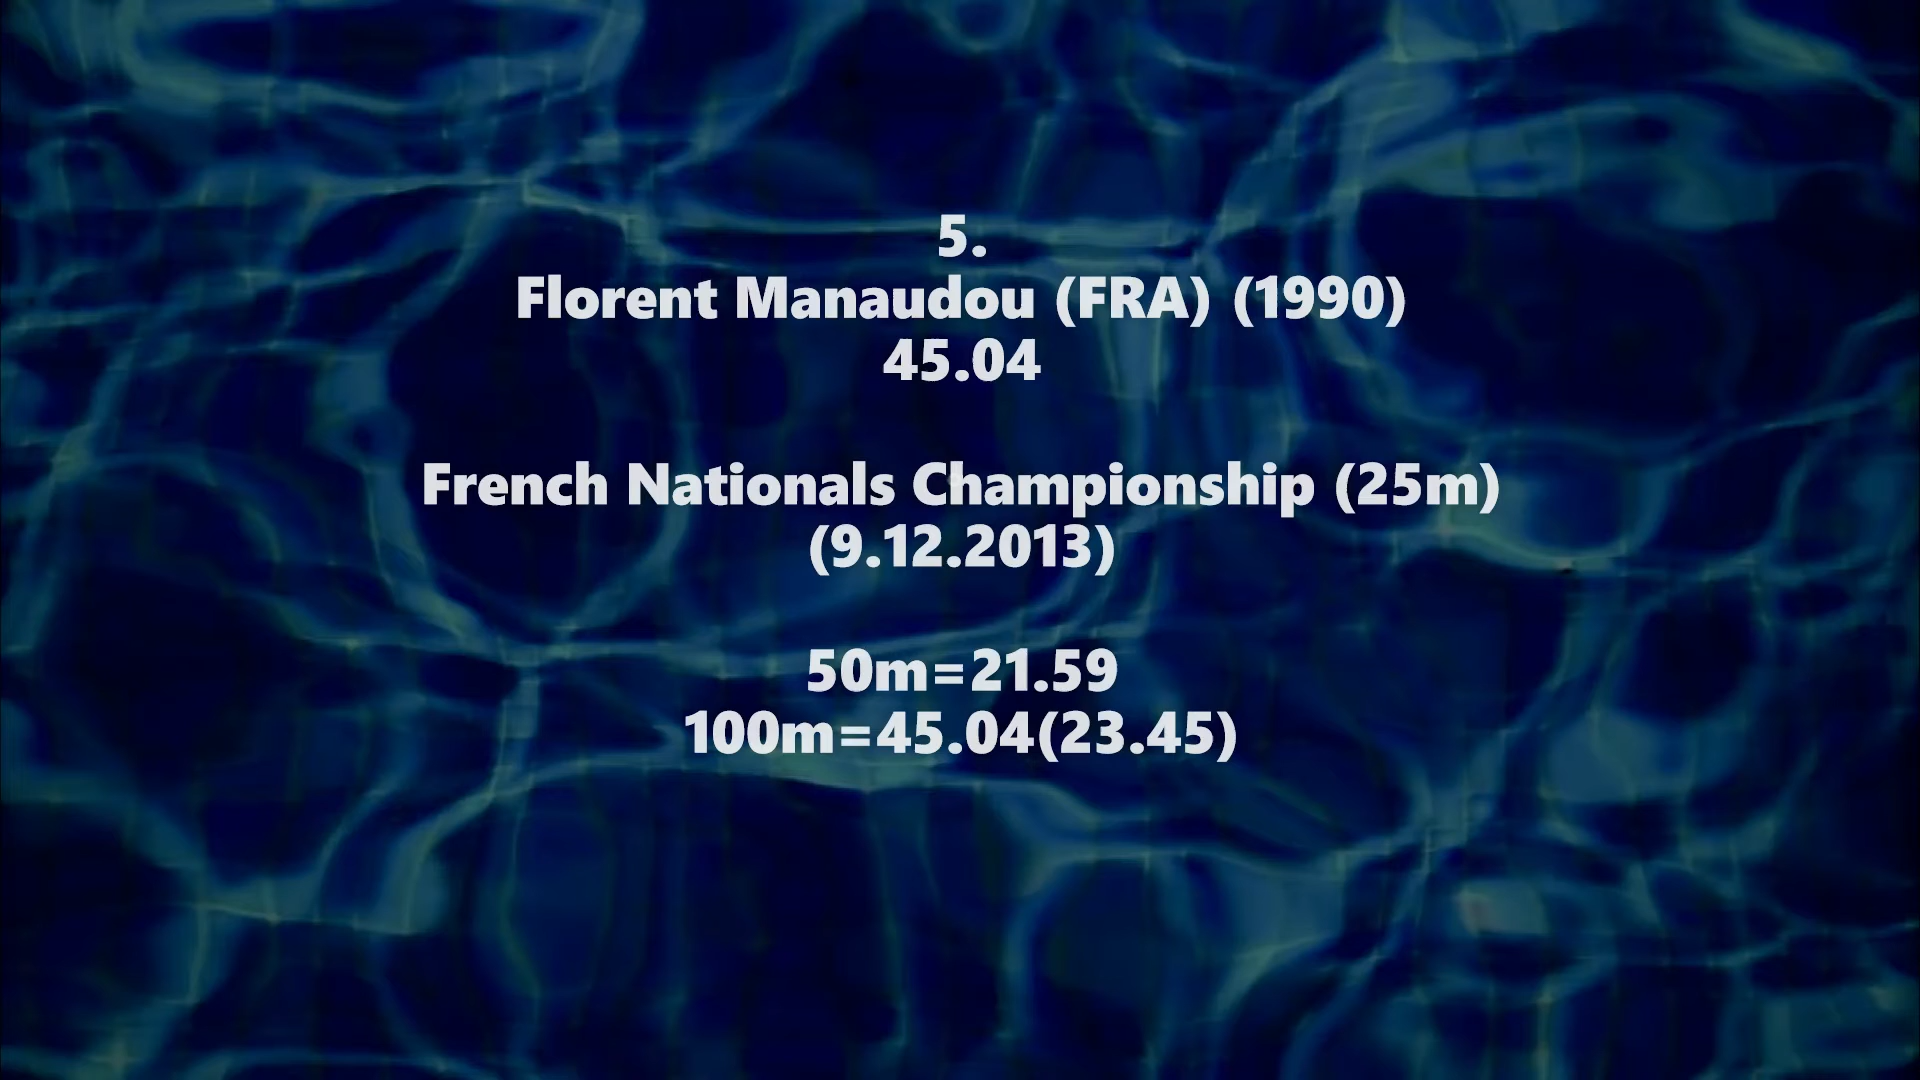 5.
Florent Manaudou (FRA) (1990)
45.04
French Nationals Championship (25m)
(9.12.2013)
50m=21.59
100m=45.04(23.45)